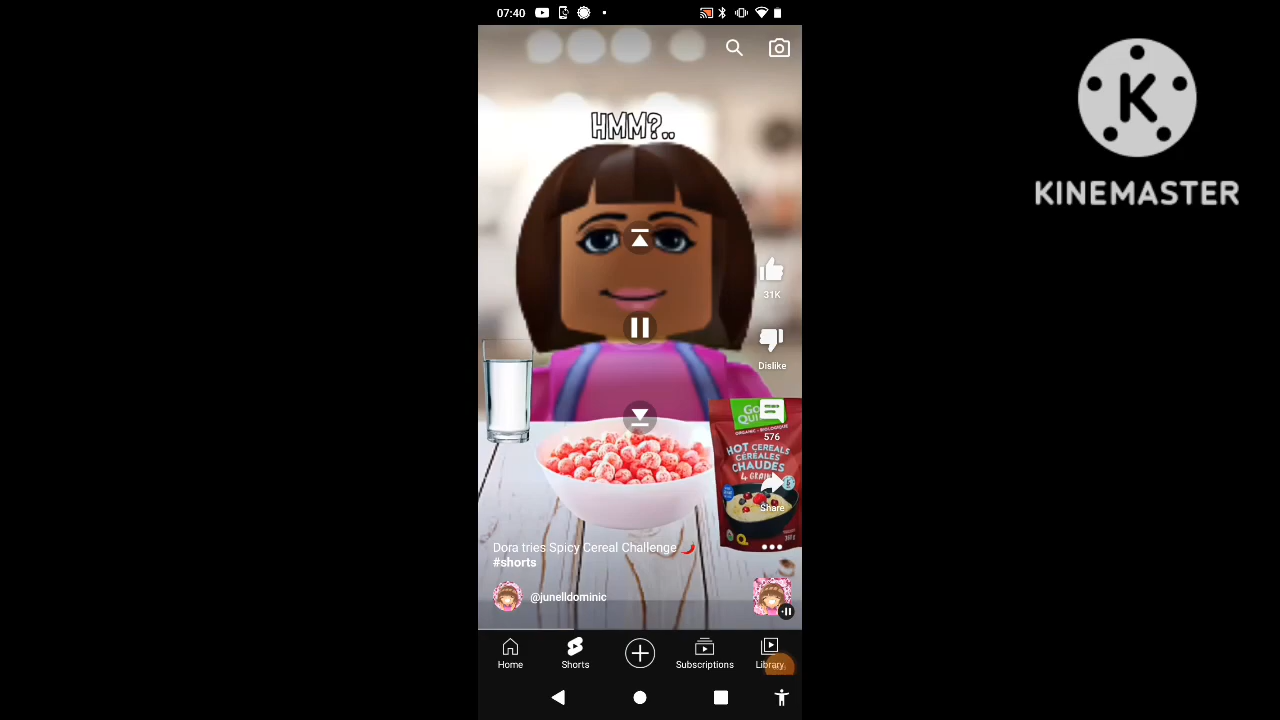 07:40
HMM?..
KINEMASTER
31K
Dislike
HOT CEREALS
CÉRÉALES
CHAUDES
576
Share
Dora tries Spicy Cereal Challenge
#shorts
@junelldominic
Home
Shorts
Subscriptions
Library